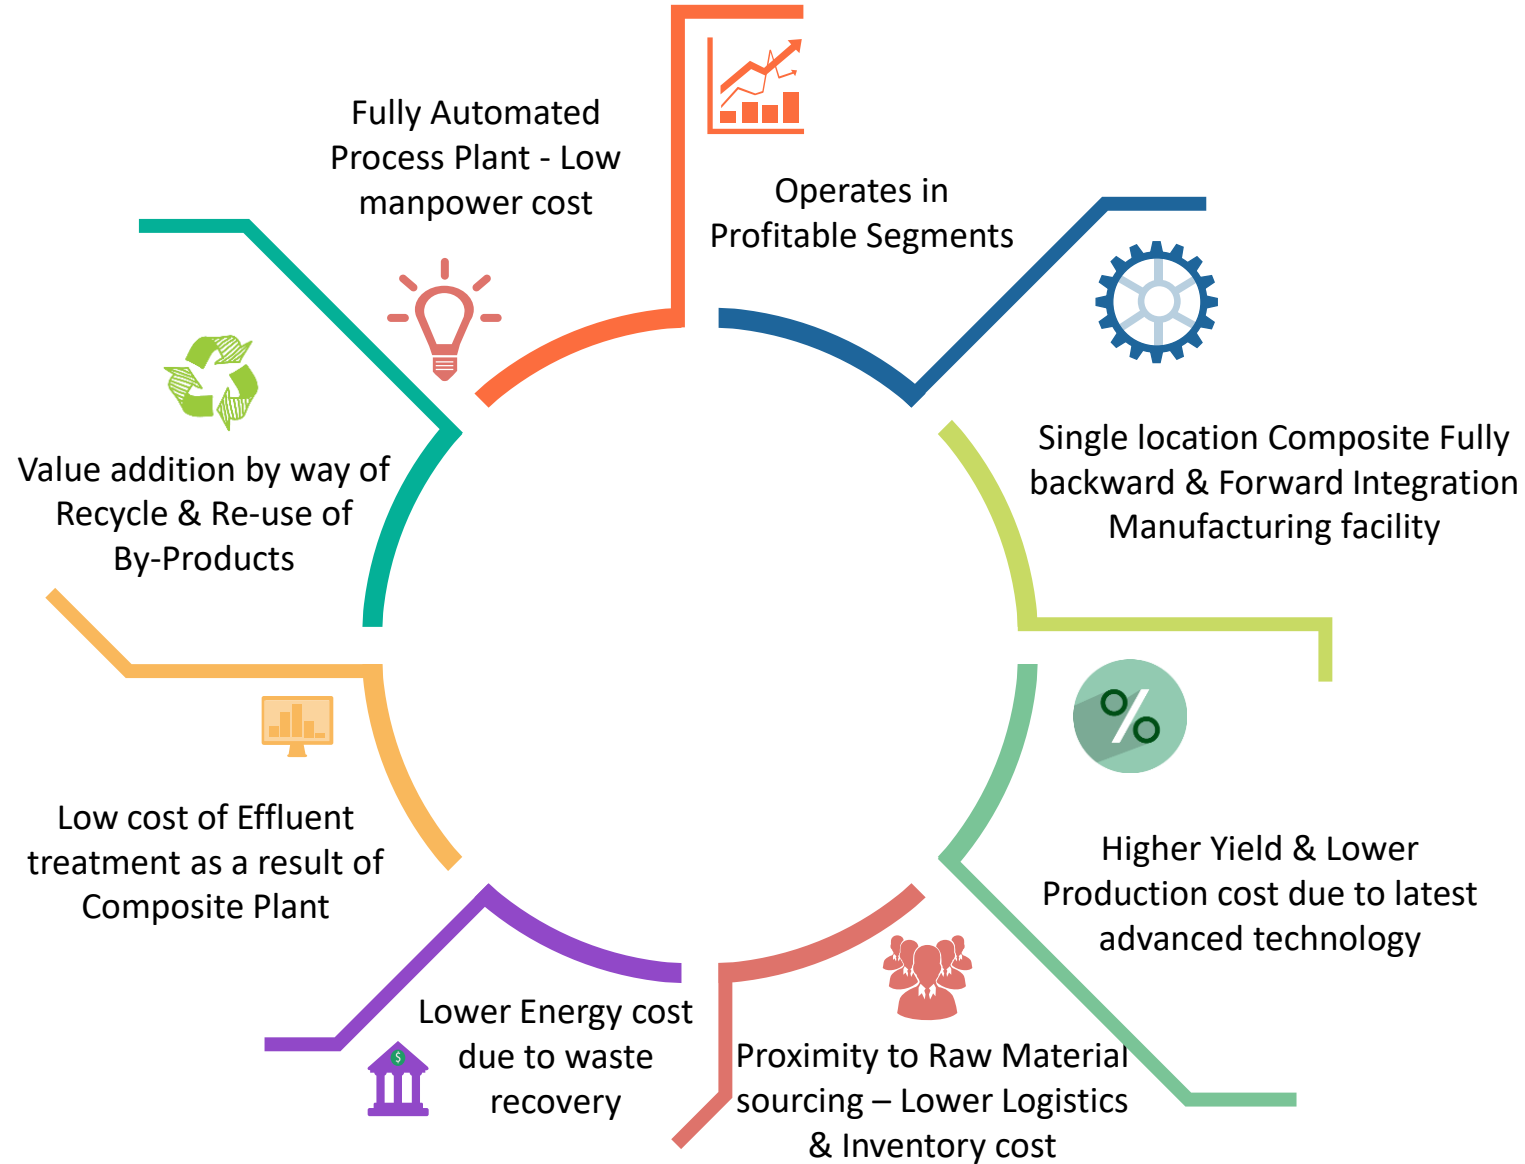 Fully Automated
Process Plant - Low
manpower cost
Operates in
Profitable Segments
Single location Composite Fully
backward & Forward Integration
Manufacturing facility
Higher Yield & Lower
Production cost due to latest
advanced technology
Proximity to Raw Material
sourcing – Lower Logistics
& Inventory cost
Lower Energy cost
due to waste
recovery
Low cost of Effluent
treatment as a result of
Composite Plant
Value addition by way of
Recycle & Re-use of
By-Products
%
$